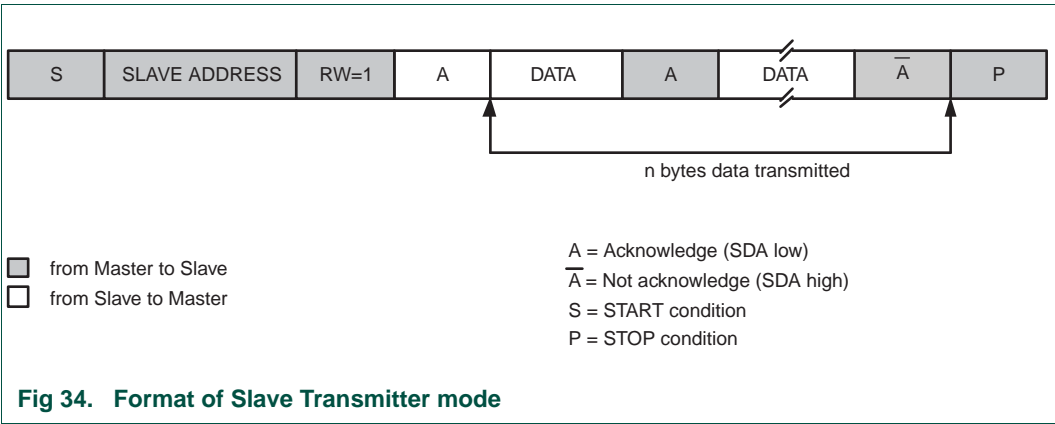 S SLAVE ADDRESS RW=1 A DATA A DATA A̅ P
n bytes data transmitted
from Master to Slave
from Slave to Master
A = Acknowledge (SDA low)
A̅ = Not acknowledge (SDA high)
S = START condition
P = STOP condition
Fig 34. Format of Slave Transmitter mode